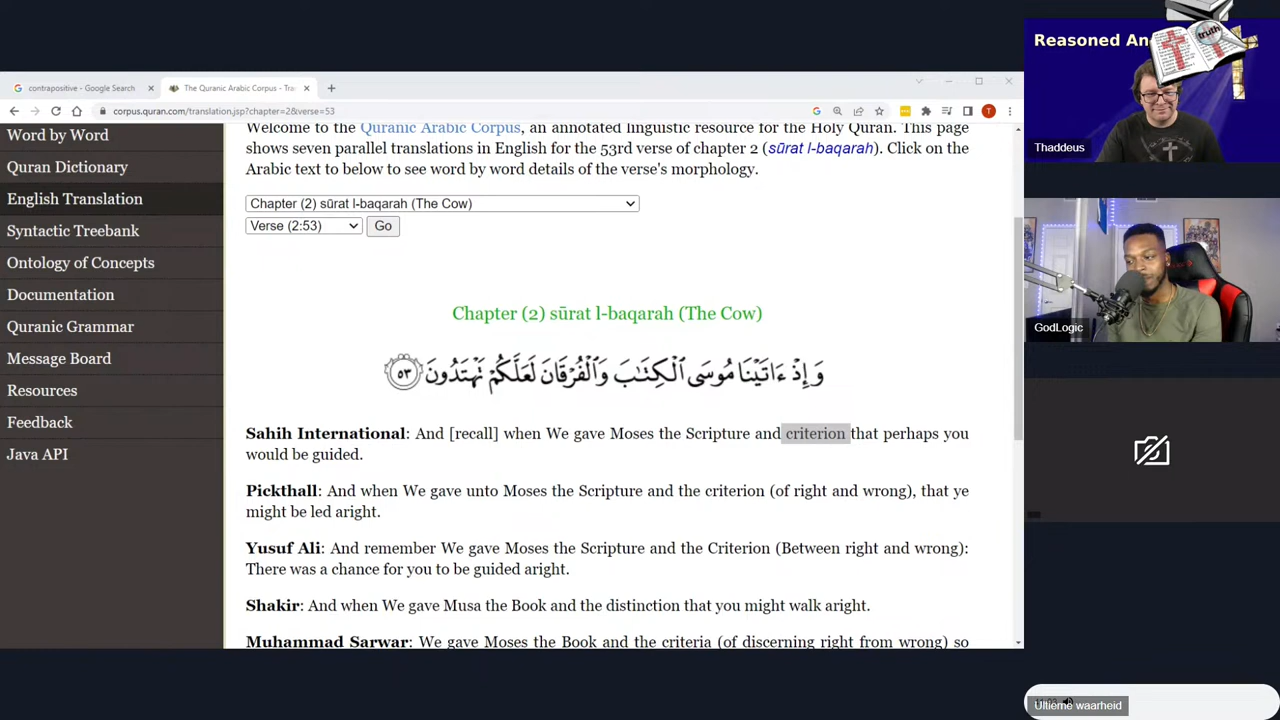 contrapositive - Google Search
The Quranic Arabic Corpus - Tra
corpus.quran.com/translation.jsp?chapter=2&verse=53
T
Word by Word
Quran Dictionary
English Translation
Syntactic Treebank
Ontology of Concepts
Documentation
Quranic Grammar
Message Board
Resources
Feedback
Java API
Welcome to the Quranic Arabic Corpus, an annotated linguistic resource for the Holy Quran. This page
shows seven parallel translations in English for the 53rd verse of chapter 2 (sūrat l-baqarah). Click on the
Arabic text to below to see word by word details of the verse's morphology.
Chapter (2) sūrat l-baqarah (The Cow)
Verse (2:53)
Go
Chapter (2) sūrat l-baqarah (The Cow)
وَإِذْ ءَاتَيْنَا مُوسَى ٱلْكِتَـٰبَ وَٱلْفُرْقَانَ لَعَلَّكُمْ تَهْتَدُونَ ٥٣
Sahih International: And [recall] when We gave Moses the Scripture and criterion that perhaps you
would be guided.
Pickthall: And when We gave unto Moses the Scripture and the criterion (of right and wrong), that ye
might be led aright.
Yusuf Ali: And remember We gave Moses the Scripture and the Criterion (Between right and wrong):
There was a chance for you to be guided aright.
Shakir: And when We gave Musa the Book and the distinction that you might walk aright.
Muhammad Sarwar: We gave Moses the Book and the criteria (of discerning right from wrong) so
Reasoned An
truth
Thaddeus
GodLogic
Ultieme waarheid